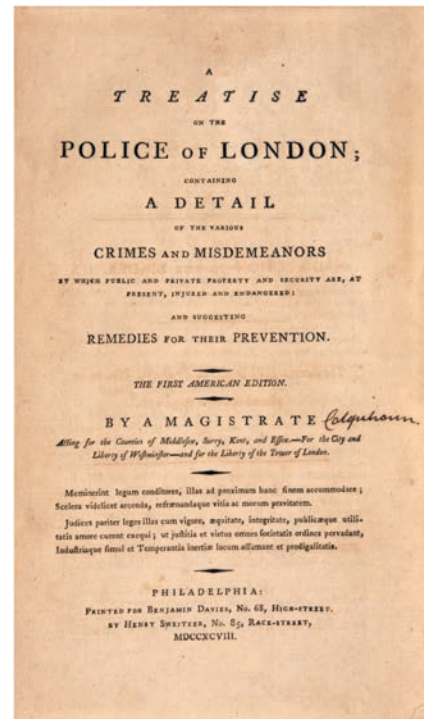 A
TREATISE
ON THE
POLICE OF LONDON;
CONTAINING
A DETAIL
OF THE VARIOUS
CRIMES AND MISDEMEANORS
BY WHICH PUBLIC AND PRIVATE PROPERTY AND SECURITY ARE, AT
PRESENT, INJURED AND ENDANGERED:
AND SUGGESTING
REMEDIES FOR THEIR PREVENTION.
THE FIRST AMERICAN EDITION.
BY A MAGISTRATE Colquhoun.
Acting for the Counties of Middlesex, Surry, Kent, and Essex.—For the City and
Liberty of Westminster—and for the Liberty of the Tower of London.
Meminerint legum conditores, illas ad proximum hunc finem accommodare;
Scelera videlicet arcenda, refrænandaque vitia ac morum pravitatem.
Judices pariter leges illas cum vigore, æquitate, integritate, publicæque utili-
tatis amore curent exequi; ut justitia et virtus omnes societatis ordines pervadant,
Industriaque simul et Temperantia inertiæ locum assumant et prodigalitatis.
PHILADELPHIA:
PRINTED FOR BENJAMIN DAVIES, No. 68, HIGH-STREET.
BY HENRY SWEITZER, No. 85, RACE-STREET,
MDCCXCVIII.